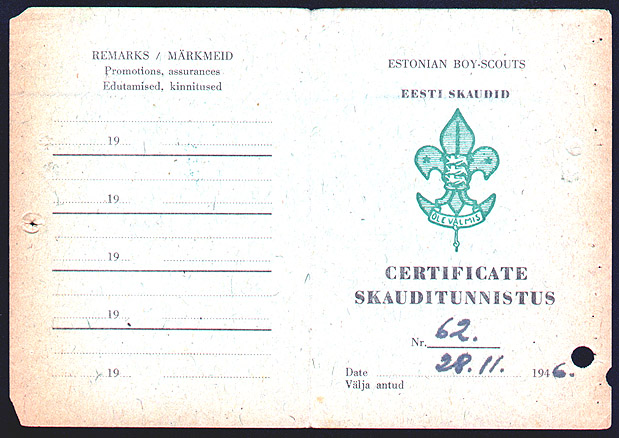 REMARKS / MÄRKMEID
Promotions, assurances
Edutamised, kinnitused
19
19
19
19
19
ESTONIAN BOY-SCOUTS
EESTI SKAUDID
OLE VALMIS
CERTIFICATE
SKAUDITUNNISTUS
Nr. 62.
Date 28.11. 1946.
Välja antud